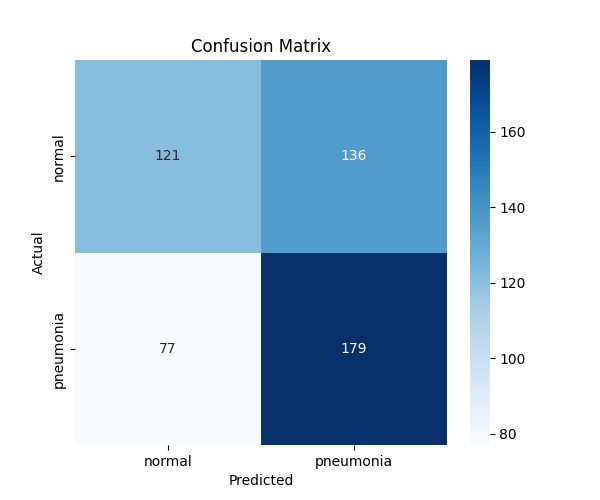 Confusion Matrix
Actual
normal
pneumonia
121
136
77
179
normal
pneumonia
Predicted
160
140
120
100
80